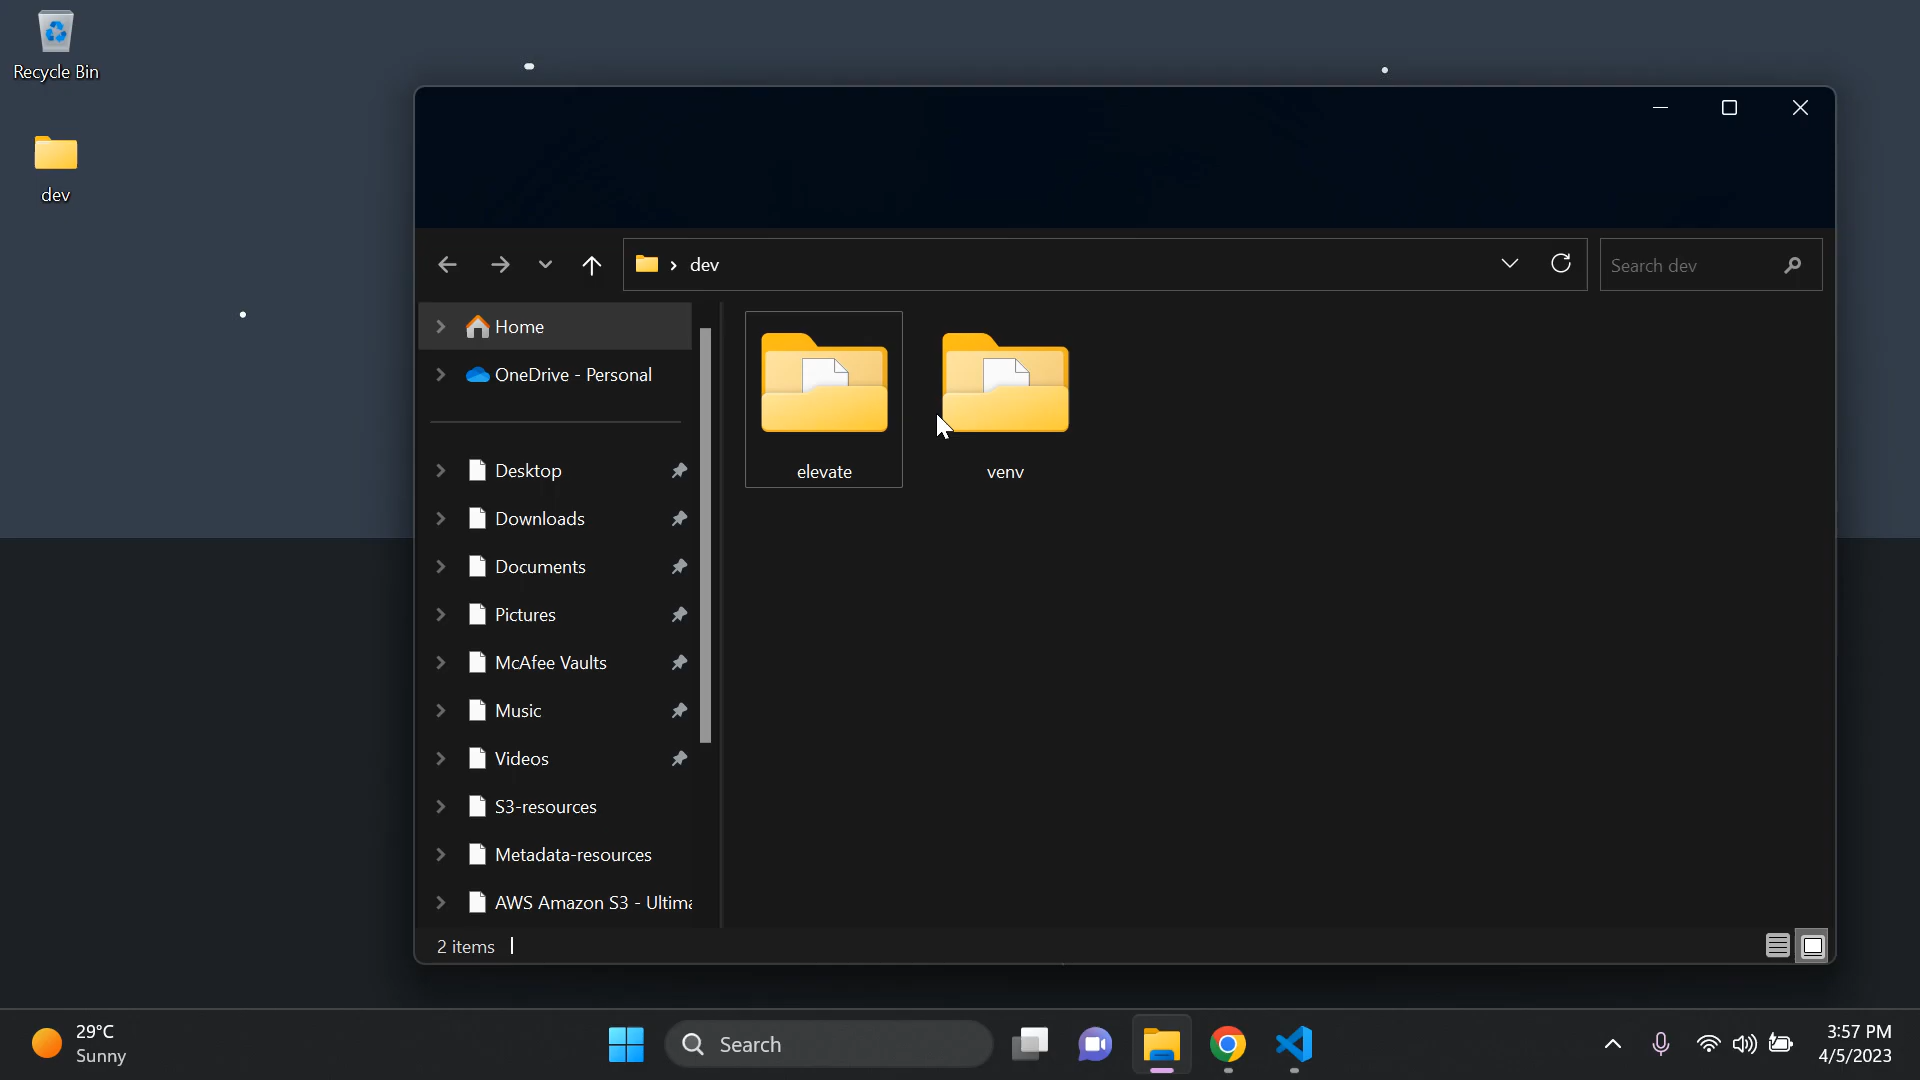 Recycle Bin
dev
dev
Search dev
Home
OneDrive - Personal
Desktop
Downloads
Documents
Pictures
McAfee Vaults
Music
Videos
S3-resources
Metadata-resources
AWS Amazon S3 - Ultima
elevate
venv
2 items
29°C
Sunny
Search
3:57 PM
4/5/2023